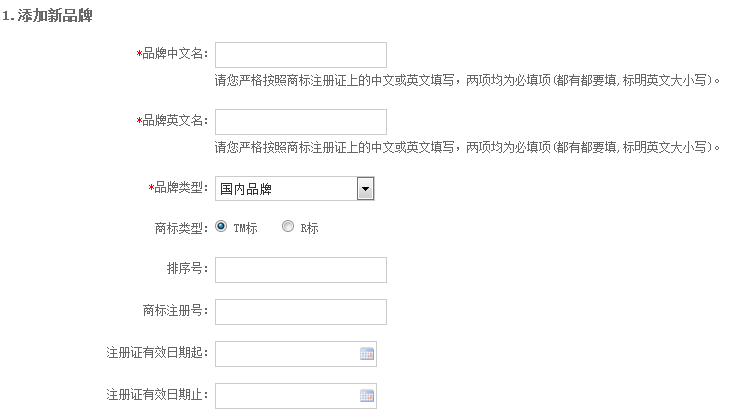 1.添加新品牌
*品牌中文名：
请您严格按照商标注册证上的中文或英文填写，两项均为必填项(都有都要填,标明英文大小写)。
*品牌英文名：
请您严格按照商标注册证上的中文或英文填写，两项均为必填项(都有都要填,标明英文大小写)。
*品牌类型： 国内品牌
商标类型： TM标 R标
排序号：
商标注册号：
注册证有效日期起：
注册证有效日期止：